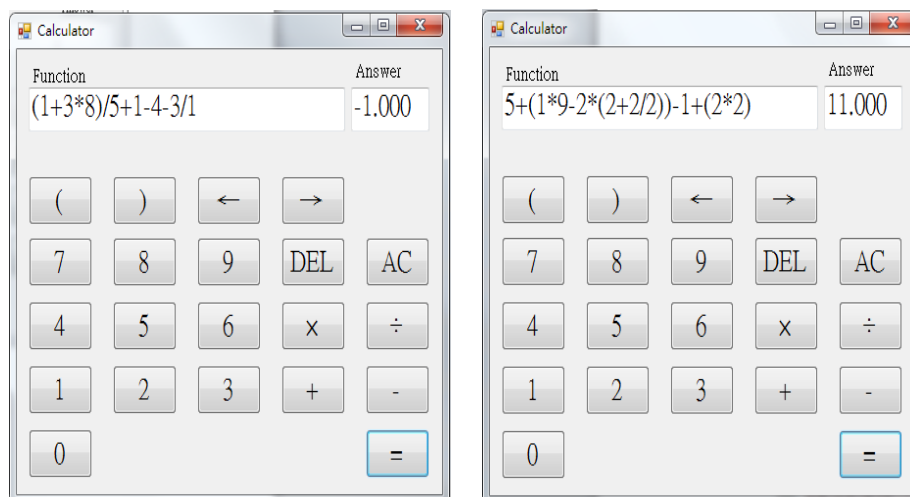 Calculator
Function Answer
(1+3*8)/5+1-4-3/1 -1.000
( ) ← →
7 8 9 DEL AC
4 5 6 x ÷
1 2 3 + -
0 =
Calculator
Function Answer
5+(1*9-2*(2+2/2))-1+(2*2) 11.000
( ) ← →
7 8 9 DEL AC
4 5 6 x ÷
1 2 3 + -
0 =